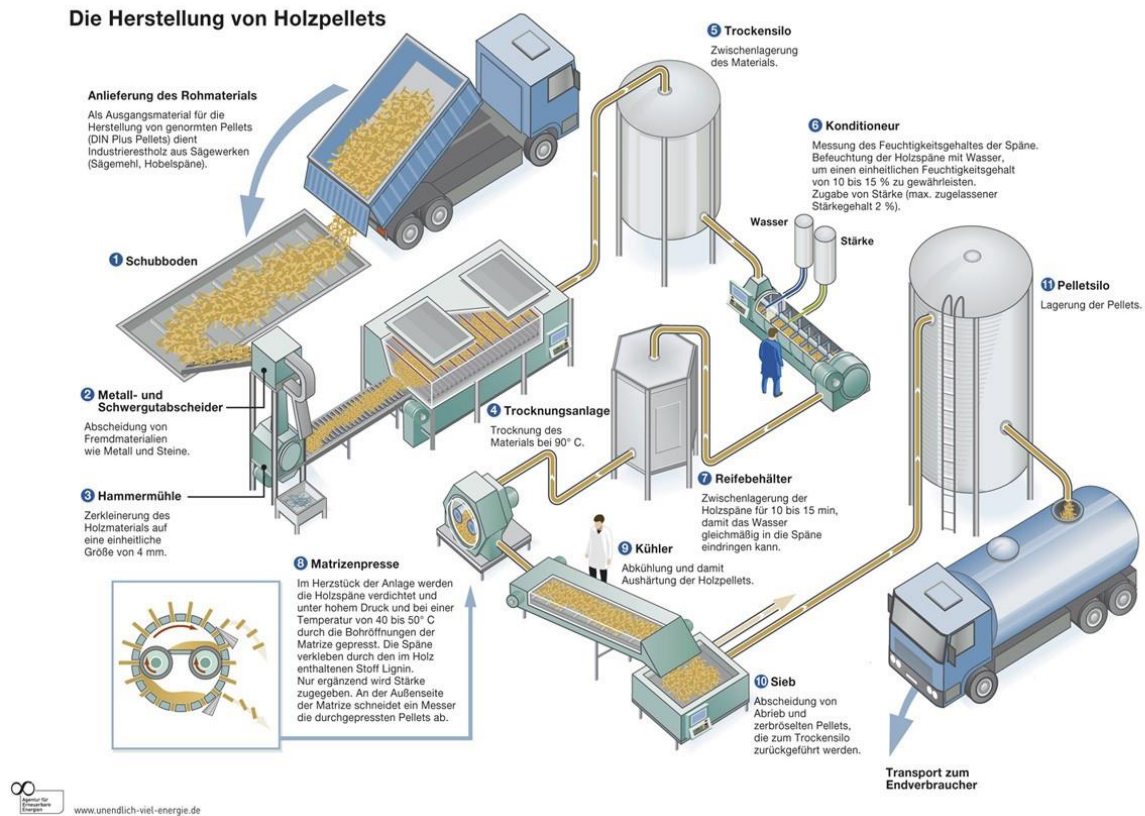 Die Herstellung von Holzpellets
Anlieferung des Rohmaterials
Als Ausgangsmaterial für die
Herstellung von genormten Pellets
(DIN Plus Pellets) dient
Industrierestholz aus Sägewerken
(Sägemehl, Hobelspäne).
1 Schubboden
2 Metall- und
Schwergutabscheider
Abscheidung von
Fremdmaterialien
wie Metall und Steine.
3 Hammermühle
Zerkleinerung des
Holzmaterials auf
eine einheitliche
Größe von 4 mm.
4 Trocknungsanlage
Trocknung des
Materials bei 90° C.
5 Trockensilo
Zwischenlagerung
des Materials.
6 Konditioneur
Messung des Feuchtigkeitsgehaltes der Späne.
Befeuchtung der Holzspäne mit Wasser,
um einen einheitlichen Feuchtigkeitsgehalt
von 10 bis 15 % zu gewährleisten.
Zugabe von Stärke (max. zugelassener
Stärkegehalt 2 %).
Wasser
Stärke
7 Reifebehälter
Zwischenlagerung der
Holzspäne für 10 bis 15 min,
damit das Wasser
gleichmäßig in die Späne
eindringen kann.
8 Matrizenpresse
Im Herzstück der Anlage werden
die Holzspäne verdichtet und
unter hohem Druck und bei einer
Temperatur von 40 bis 50° C
durch die Bohröffnungen der
Matrize gepresst. Die Späne
verkleben durch den im Holz
enthaltenen Stoff Lignin.
Nur ergänzend wird Stärke
zugegeben. An der Außenseite
der Matrize schneidet ein Messer
die durchgepressten Pellets ab.
9 Kühler
Abkühlung und damit
Aushärtung der Holzpellets.
10 Sieb
Abscheidung von
Abrieb und
zerbröselten Pellets,
die zum Trockensilo
zurückgeführt werden.
11 Pelletsilo
Lagerung der Pellets.
Transport zum
Endverbraucher
Agentur für
Erneuerbare
Energien
www.unendlich-viel-energie.de